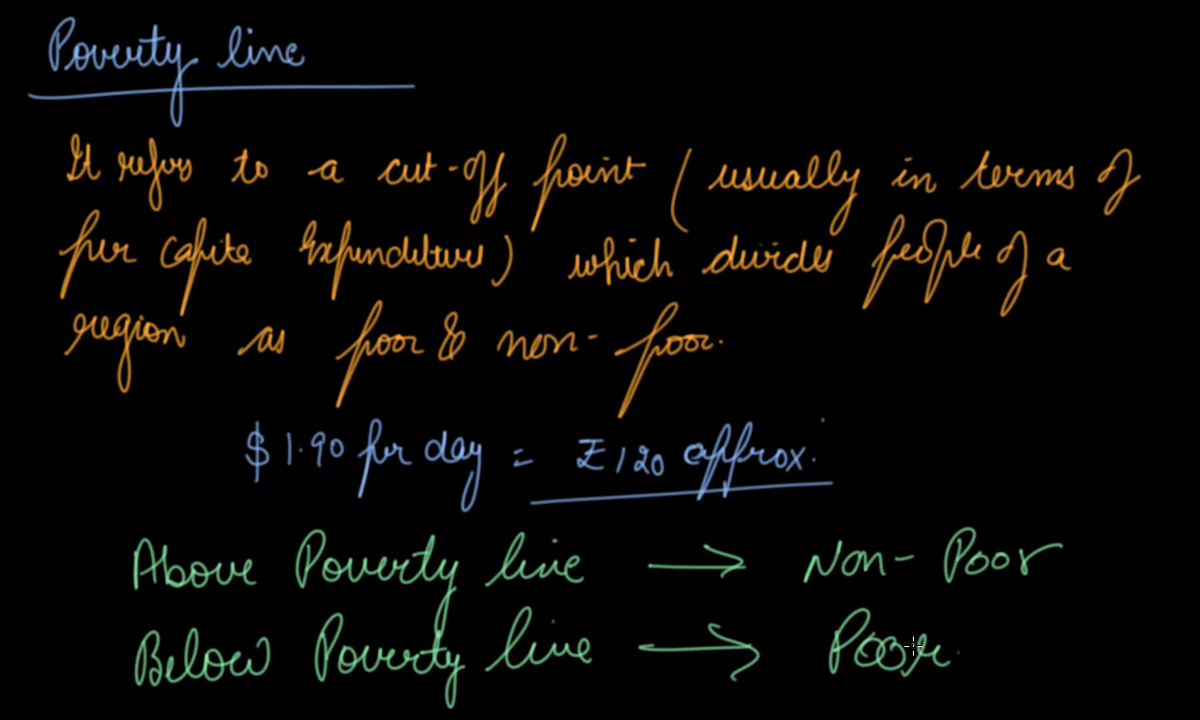 Poverty line
It refers to a cut-off point (usually in terms of
per capita Expenditure) which divides people of a
region as poor & non-poor.
$1.90 per day = ₹120 approx.
Above Poverty line → Non-Poor
Below Poverty line → Poor